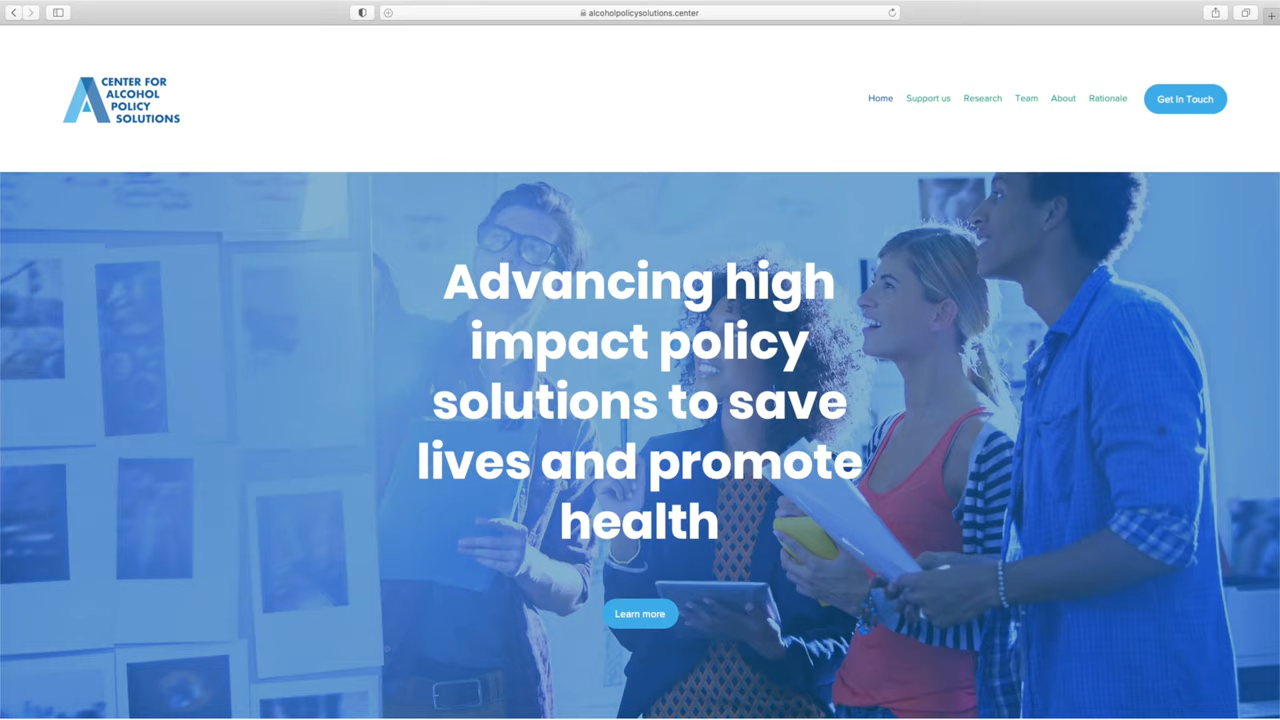 alcoholpolicysolutions.center
CENTER FOR
ALCOHOL
POLICY
SOLUTIONS
Home Support us Research Team About Rationale Get In Touch
Advancing high
impact policy
solutions to save
lives and promote
health
Learn more